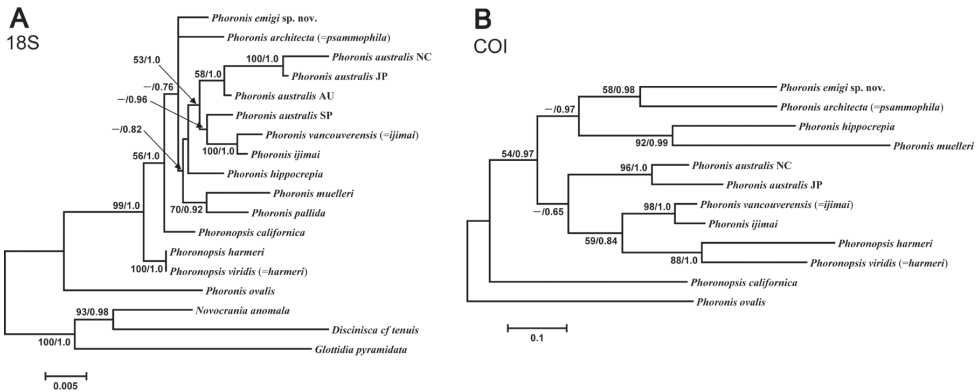 A
18S
Phoronis emigi sp. nov.
Phoronis architecta (=psammophila)
Phoronis australis NC
100/1.0
53/1.0
58/1.0
Phoronis australis JP
–/0.76
Phoronis australis AU
–/0.96
Phoronis australis SP
–/0.82
Phoronis vancouverensis (=ijimai)
100/1.0
Phoronis ijimai
56/1.0
Phoronis hippocrepia
Phoronis muelleri
99/1.0
70/0.92
Phoronis pallida
Phoronopsis californica
Phoronopsis harmeri
100/1.0
Phoronopsis viridis (=harmeri)
Phoronis ovalis
93/0.98
Novocrania anomala
Discinisca cf tenuis
100/1.0
Glottidia pyramidata
0.005
B
COI
58/0.98
Phoronis emigi sp. nov.
–/0.97
Phoronis architecta (=psammophila)
Phoronis hippocrepia
92/0.99
Phoronis muelleri
54/0.97
96/1.0
Phoronis australis NC
Phoronis australis JP
–/0.65
98/1.0
Phoronis vancouverensis (=ijimai)
Phoronis ijimai
59/0.84
Phoronopsis harmeri
88/1.0
Phoronopsis viridis (=harmeri)
Phoronopsis californica
Phoronis ovalis
0.1